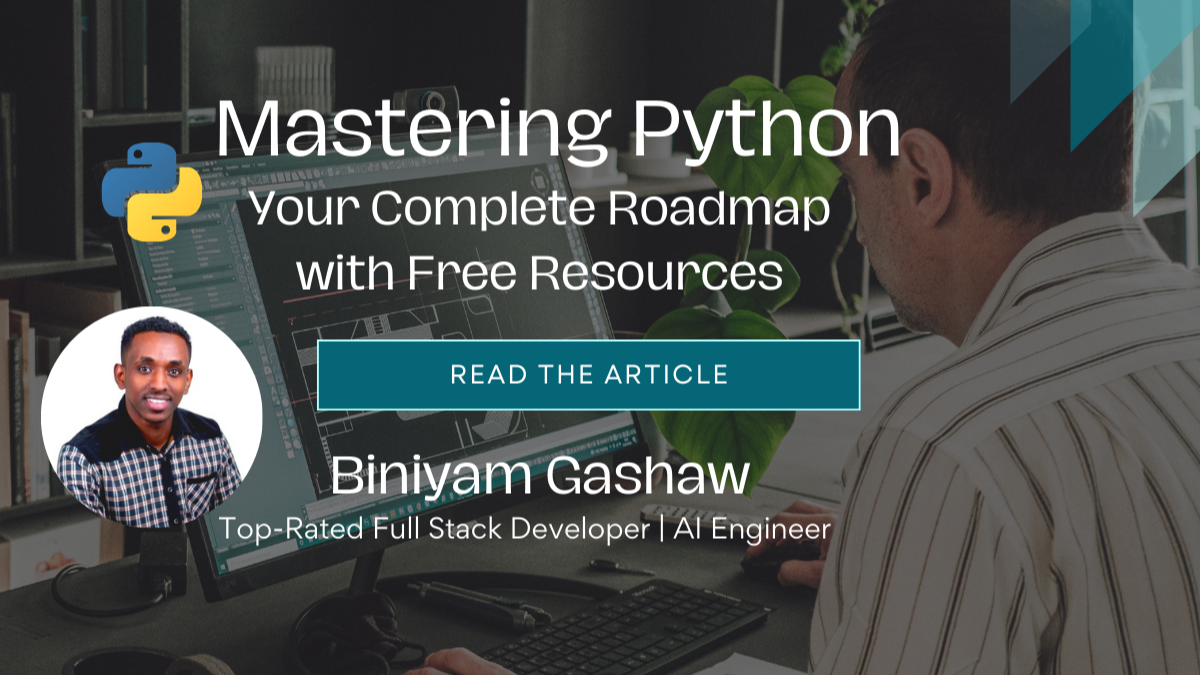 Mastering Python
Your Complete Roadmap
with Free Resources
READ THE ARTICLE
Biniyam Gashaw
Top-Rated Full Stack Developer | AI Engineer